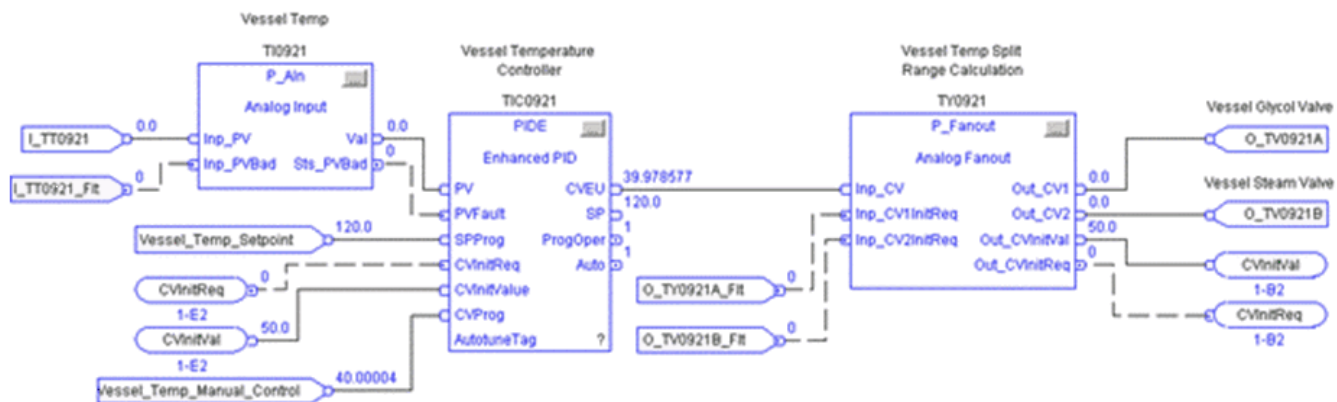 Vessel Temp
TI0921
P_AIn
...
Analog Input
I_TT0921
0.0
Inp_PV
Val
0.0
I_TT0921_Flt
0
Inp_PVBad
Sts_PVBad
0
Vessel Temperature
Controller
TIC0921
PIDE
...
Enhanced PID
PV
CVEU
39.978577
PVFault
SP
120.0
Vessel_Temp_Setpoint
120.0
SPProg
ProgOper
1
CVInitReq
0
1-E2
CVInitReq
Auto
1
CVInitVal
50.0
1-E2
CVInitValue
CVProg
AutotuneTag
?
Vessel_Temp_Manual_Control
40.00004
Vessel Temp Split
Range Calculation
TY0921
P_Fanout
...
Analog Fanout
Inp_CV
Out_CV1
0.0
Inp_CV1InitReq
Out_CV2
0.0
Inp_CV2InitReq
Out_CVInitVal
50.0
Out_CVInitReq
0
O_TY0921A_Flt
0
O_TY0921B_Flt
0
Vessel Glycol Valve
O_TV0921A
Vessel Steam Valve
O_TV0921B
CVInitVal
1-B2
CVInitReq
1-B2